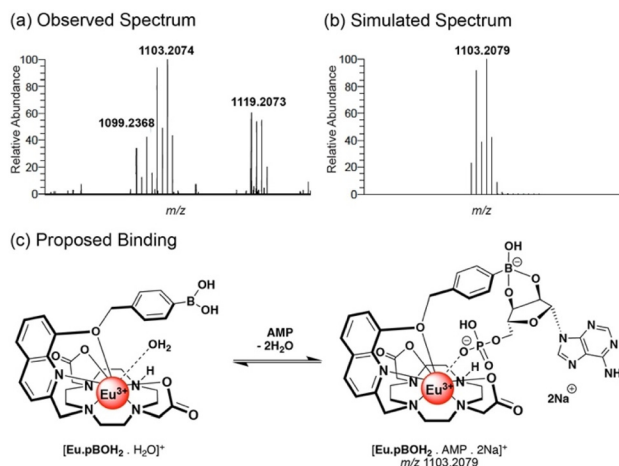 (a) Observed Spectrum
Relative Abundance
100
80
60
40
20
0
1103.2074
1099.2368
1119.2073
m/z
(b) Simulated Spectrum
Relative Abundance
100
80
60
40
20
0
1103.2079
m/z
(c) Proposed Binding
OH
B
OH
O
OH2
O
O
N
N
N
H
O
Eu3+
N
N
O
[Eu.pBOH2 . H2O]+
AMP
- 2H2O
OH
B
⊖
O
O
O
O
⊖
O
P
O
OH
N
N
N
N
NH2
O
O
N
N
N
H
O
Eu3+
N
N
O
2Na⊕
[Eu.pBOH2 . AMP . 2Na]+
m/z 1103.2079